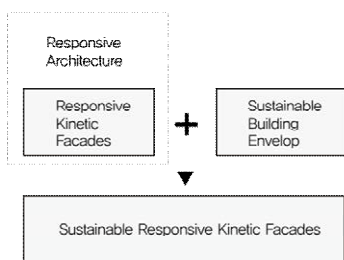 Responsive
Architecture
Responsive
Kinetic
Facades
+
Sustainable
Building
Envelop
Sustainable Responsive Kinetic Facades